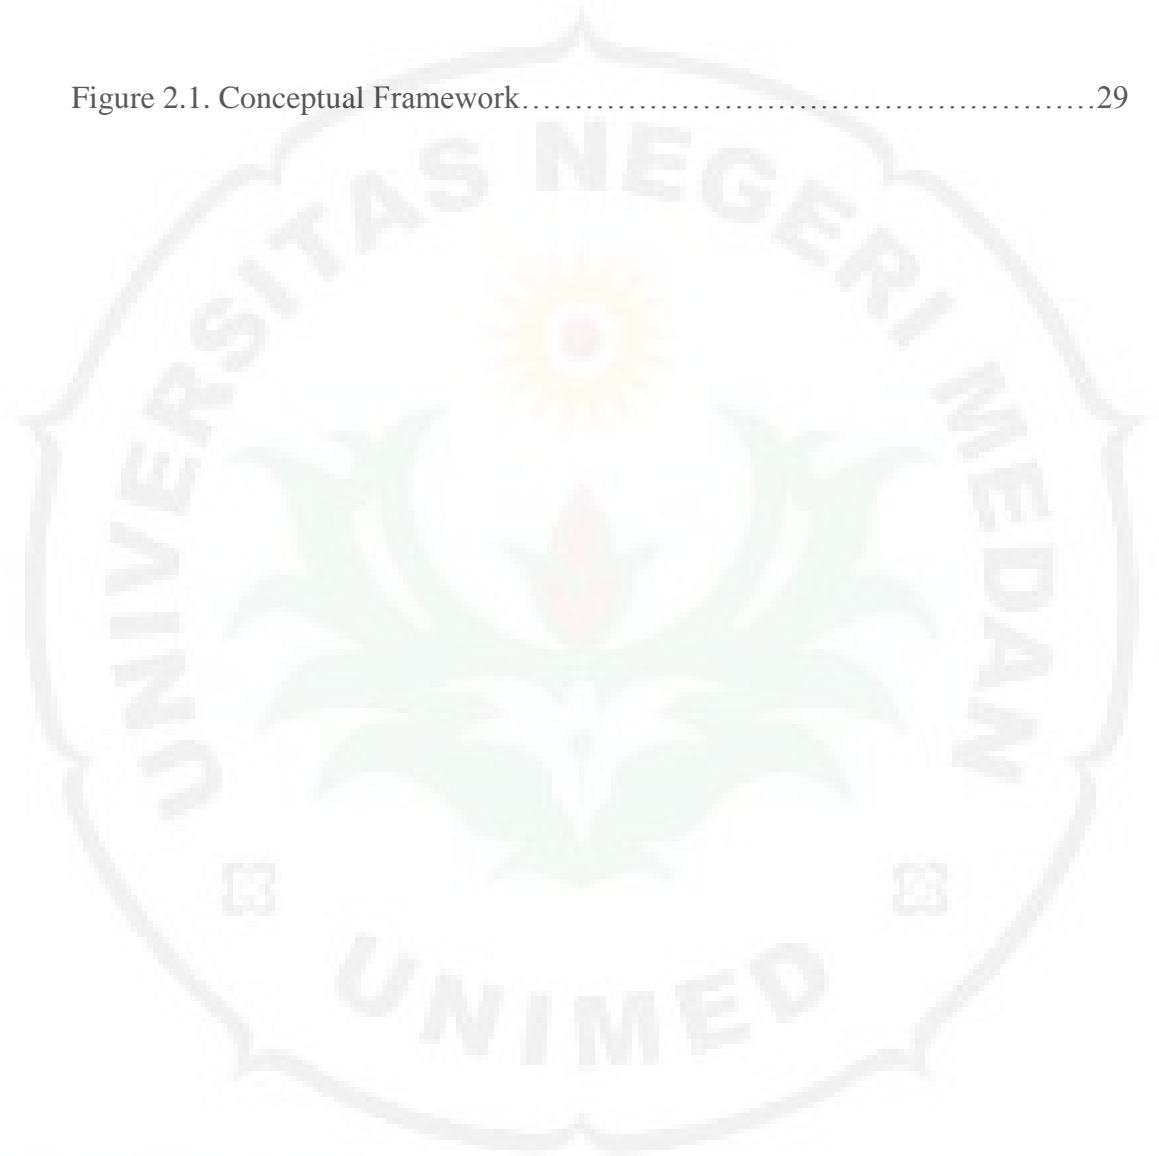 Figure 2.1. Conceptual Framework……………………………………………29
UNIVERSITAS NEGERI MEDAN
UNIMED